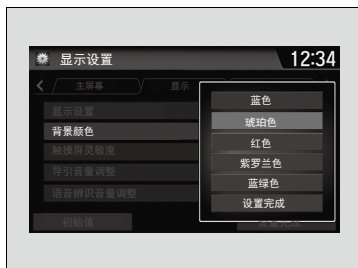 显示设置
12:34
主屏幕
显示
显示设置
背景颜色
触摸屏灵敏度
导引音量调整
语音辨识音量调整
初始值
设置完成
蓝色
琥珀色
红色
紫罗兰色
蓝绿色
设置完成